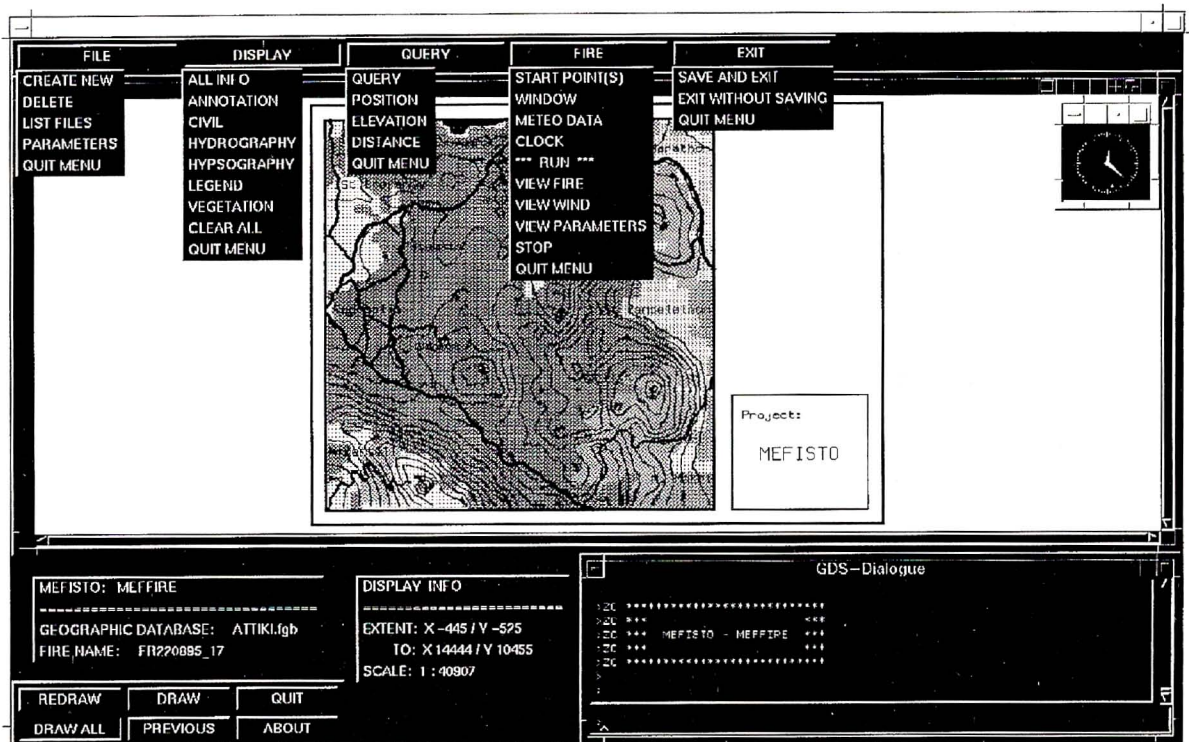 FILE
CREATE NEW
DELETE
LIST FILES
PARAMETERS
QUIT MENU
DISPLAY
ALL INFO
ANNOTATION
CIVIL
HYDROGRAPHY
HYPSOGRAPHY
LEGEND
VEGETATION
CLEAR ALL
QUIT MENU
QUERY
QUERY
POSITION
ELEVATION
DISTANCE
QUIT MENU
FIRE
START POINT(S)
WINDOW
METEO DATA
CLOCK
*** RUN ***
VIEW FIRE
VIEW WIND
VIEW PARAMETERS
STOP
QUIT MENU
EXIT
SAVE AND EXIT
EXIT WITHOUT SAVING
QUIT MENU
Project:
MEFISTO
MEFISTO: MEFFIRE
GEOGRAPHIC DATABASE: ATTIKI.fgb
FIRE NAME: FR220895_17
REDRAW DRAW QUIT
DRAW ALL PREVIOUS ABOUT
DISPLAY INFO
EXTENT: X -445 / Y -525
TO: X 14444 / Y 10455
SCALE: 1 : 40907
GDS-Dialogue
*** MEFISTO - MEFFIRE ***